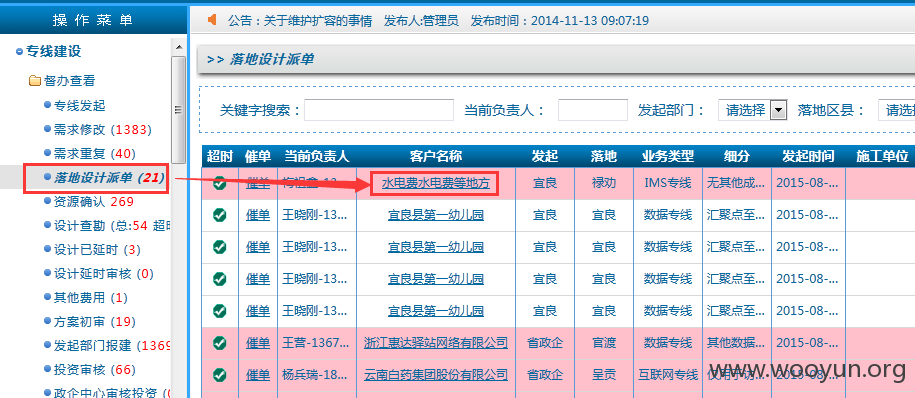 操作菜单
公告：关于维护扩容的事情 发布人:管理员 发布时间：2014-11-13 09:07:19
专线建设
督办查看
专线发起
需求修改 (1383)
需求重复 (40)
落地设计派单 (21)
资源确认 269
设计查勘 (总:54 超时
设计已延时 (3)
设计延时审核 (0)
其他费用 (1)
方案初审 (19)
发起部门报建 (1369
投资审核 (66)
政企中心审核投资 (
>> 落地设计派单
关键字搜索： 当前负责人： 发起部门： 请选择 落地区县： 请选
超时 催单 当前负责人 客户名称 发起 落地 业务类型 细分 发起时间 施工单位
催单 水电费水电费等地方 宜良 禄劝 IMS专线 无其他成... 2015-08-...
催单 王晓刚-13... 宜良县第一幼儿园 宜良 宜良 数据专线 汇聚点至... 2015-08-...
催单 王晓刚-13... 宜良县第一幼儿园 宜良 宜良 数据专线 汇聚点至... 2015-08-...
催单 王晓刚-13... 宜良县第一幼儿园 宜良 宜良 数据专线 汇聚点至... 2015-08-...
催单 王晓刚-13... 宜良县第一幼儿园 宜良 宜良 数据专线 汇聚点至... 2015-08-...
催单 王营-1367... 浙江惠达驿站网络有限公司 省政企 官渡 数据专线 其他数据... 2015-08-...
催单 杨兵瑞-18... 云南白药集团股份有限公司 省政企 呈贡 互联网专线 2015-08-...
www.wooyun.org